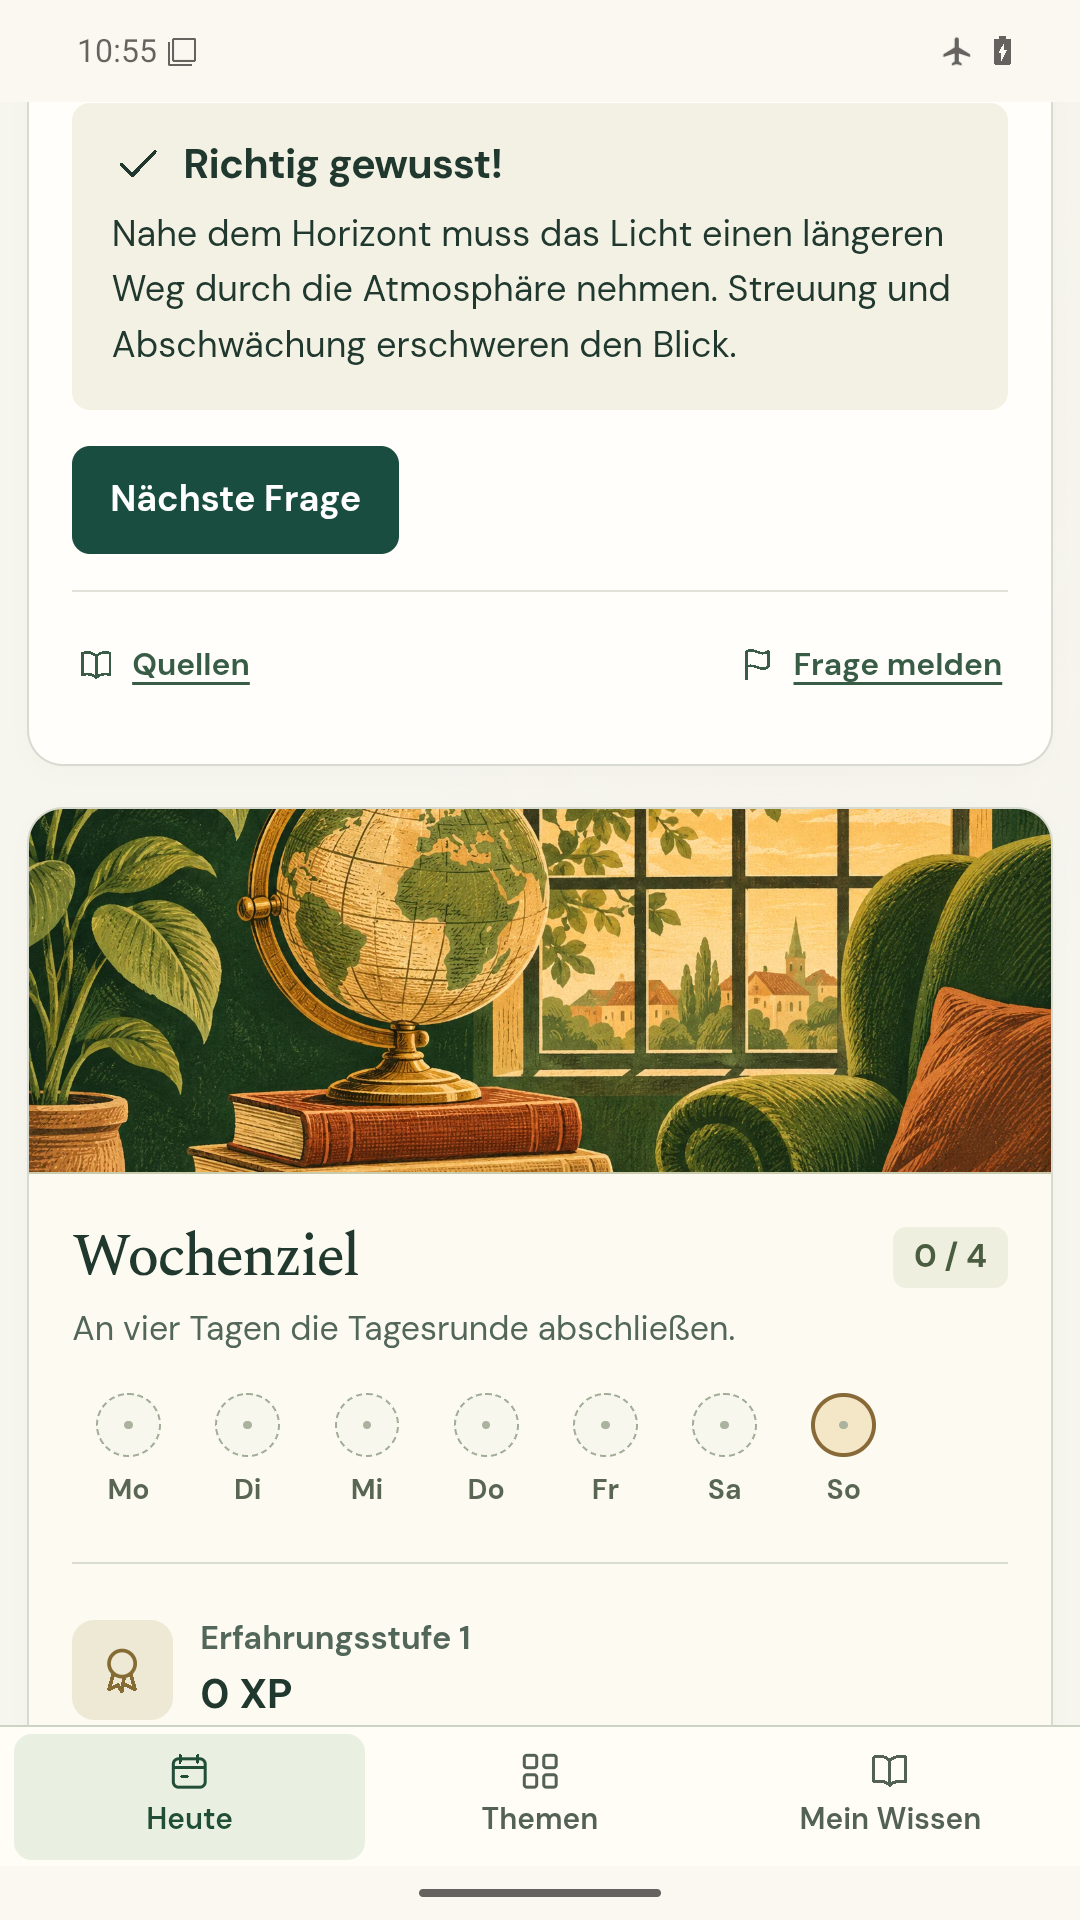 10:55
Richtig gewusst!
Nahe dem Horizont muss das Licht einen längeren
Weg durch die Atmosphäre nehmen. Streuung und
Abschwächung erschweren den Blick.
Nächste Frage
Quellen
Frage melden
Wochenziel
0 / 4
An vier Tagen die Tagesrunde abschließen.
Mo Di Mi Do Fr Sa So
Erfahrungsstufe 1
0 XP
Heute
Themen
Mein Wissen